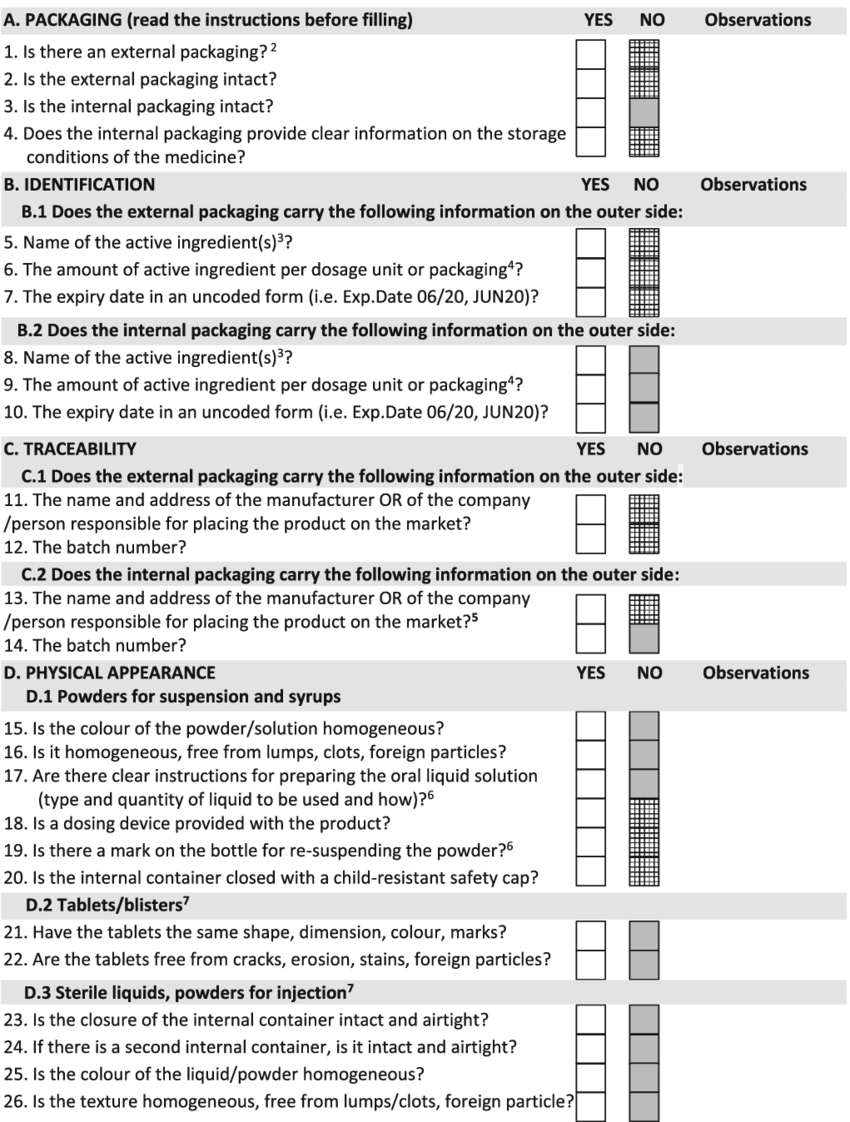 A. PACKAGING (read the instructions before filling) YES NO Observations
1. Is there an external packaging? ²
2. Is the external packaging intact?
3. Is the internal packaging intact?
4. Does the internal packaging provide clear information on the storage
conditions of the medicine?
B. IDENTIFICATION YES NO Observations
B.1 Does the external packaging carry the following information on the outer side:
5. Name of the active ingredient(s)³?
6. The amount of active ingredient per dosage unit or packaging⁴?
7. The expiry date in an uncoded form (i.e. Exp.Date 06/20, JUN20)?
B.2 Does the internal packaging carry the following information on the outer side:
8. Name of the active ingredient(s)³?
9. The amount of active ingredient per dosage unit or packaging⁴?
10. The expiry date in an uncoded form (i.e. Exp.Date 06/20, JUN20)?
C. TRACEABILITY YES NO Observations
C.1 Does the external packaging carry the following information on the outer side:
11. The name and address of the manufacturer OR of the company
/person responsible for placing the product on the market?
12. The batch number?
C.2 Does the internal packaging carry the following information on the outer side:
13. The name and address of the manufacturer OR of the company
/person responsible for placing the product on the market?⁵
14. The batch number?
D. PHYSICAL APPEARANCE YES NO Observations
D.1 Powders for suspension and syrups
15. Is the colour of the powder/solution homogeneous?
16. Is it homogeneous, free from lumps, clots, foreign particles?
17. Are there clear instructions for preparing the oral liquid solution
(type and quantity of liquid to be used and how)?⁶
18. Is a dosing device provided with the product?
19. Is there a mark on the bottle for re-suspending the powder?⁶
20. Is the internal container closed with a child-resistant safety cap?
D.2 Tablets/blisters⁷
21. Have the tablets the same shape, dimension, colour, marks?
22. Are the tablets free from cracks, erosion, stains, foreign particles?
D.3 Sterile liquids, powders for injection⁷
23. Is the closure of the internal container intact and airtight?
24. If there is a second internal container, is it intact and airtight?
25. Is the colour of the liquid/powder homogeneous?
26. Is the texture homogeneous, free from lumps/clots, foreign particle?